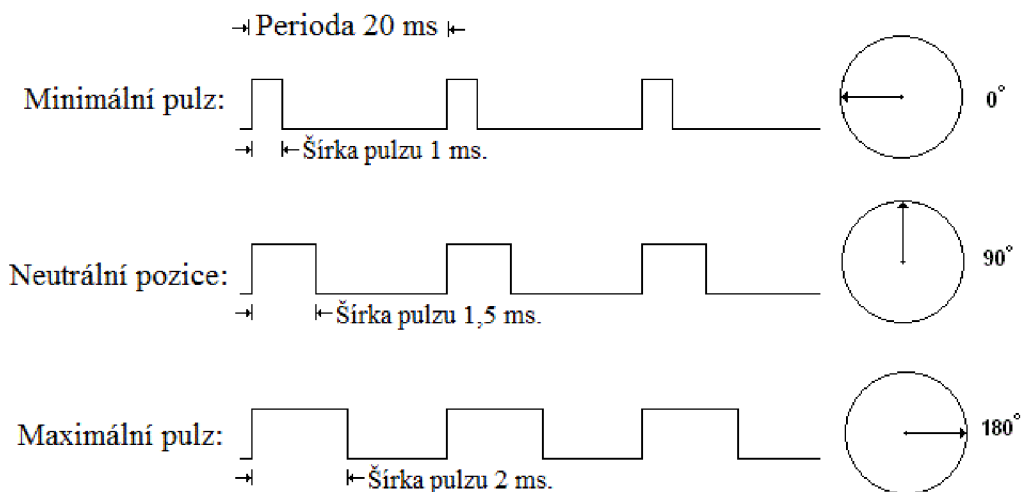 Perioda 20 ms
Minimální pulz:
0°
Šírka pulzu 1 ms.
Neutrální pozice:
90°
Šírka pulzu 1,5 ms.
Maximální pulz:
180°
Šírka pulzu 2 ms.